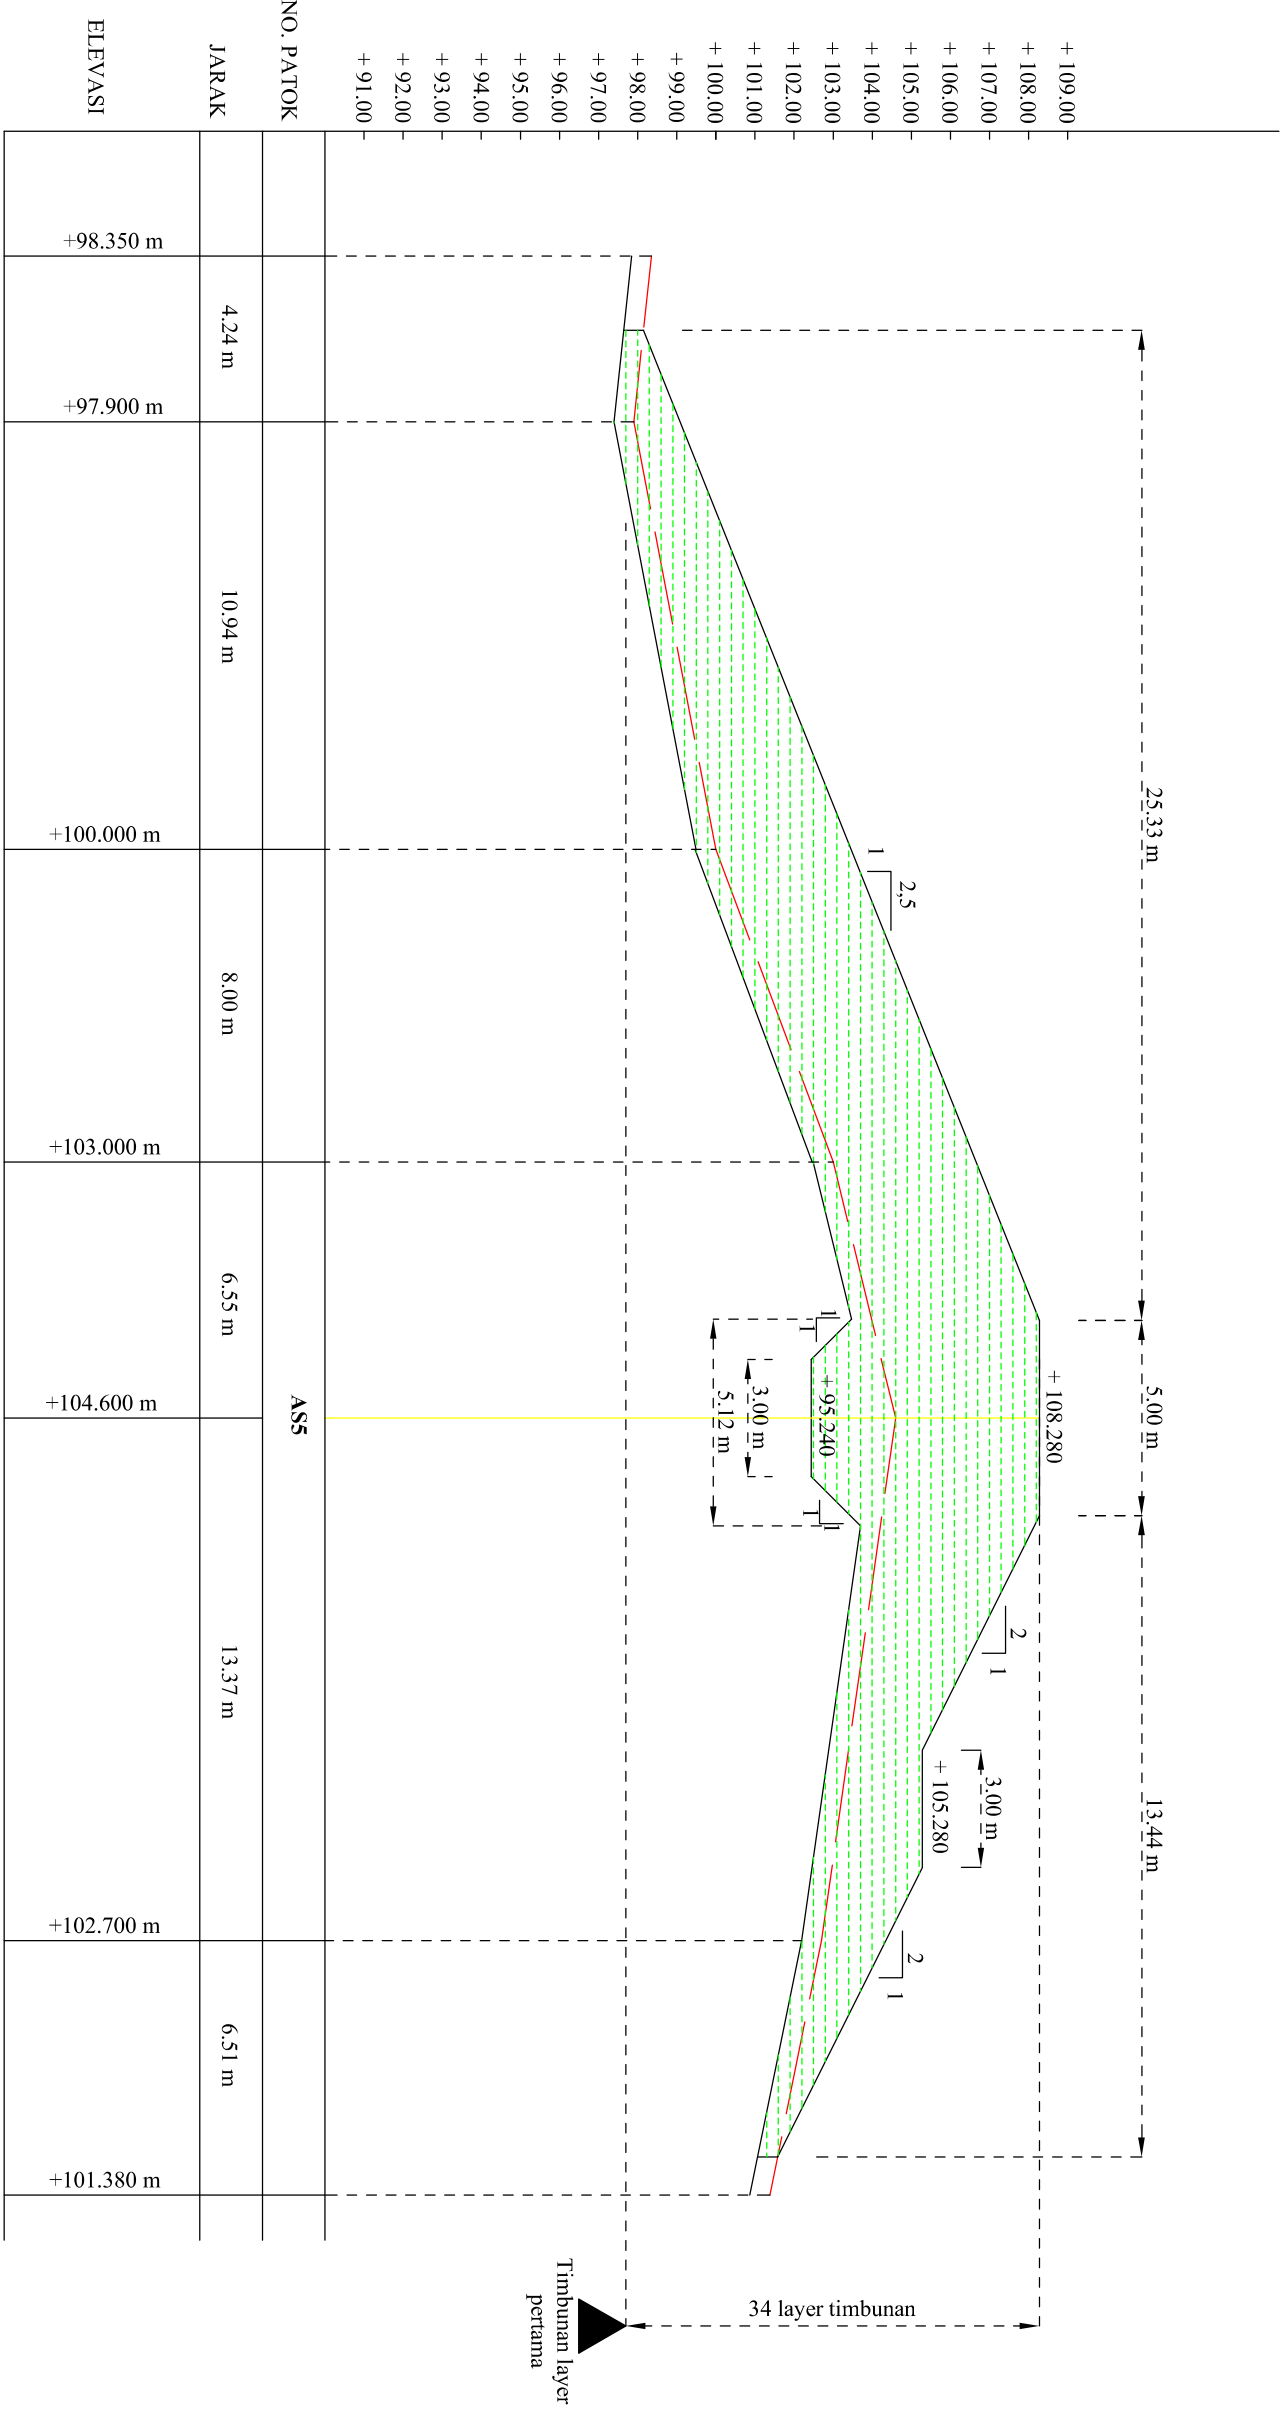 + 109.00
+ 108.00
+ 107.00
+ 106.00
+ 105.00
+ 104.00
+ 103.00
+ 102.00
+ 101.00
+ 100.00
+ 99.00
+ 98.00
+ 97.00
+ 96.00
+ 95.00
+ 94.00
+ 93.00
+ 92.00
+ 91.00
NO. PATOK
JARAK
ELEVASI
25.33 m
5.00 m
13.44 m
+ 108.280
1
2,5
2
1
3.00 m
+ 105.280
2
1
1
1
+ 95.240
3.00 m
5.12 m
1
1
34 layer timbunan
Timbunan layer
pertama
AS5
4.24 m
10.94 m
8.00 m
6.55 m
13.37 m
6.51 m
+98.350 m
+97.900 m
+100.000 m
+103.000 m
+104.600 m
+102.700 m
+101.380 m